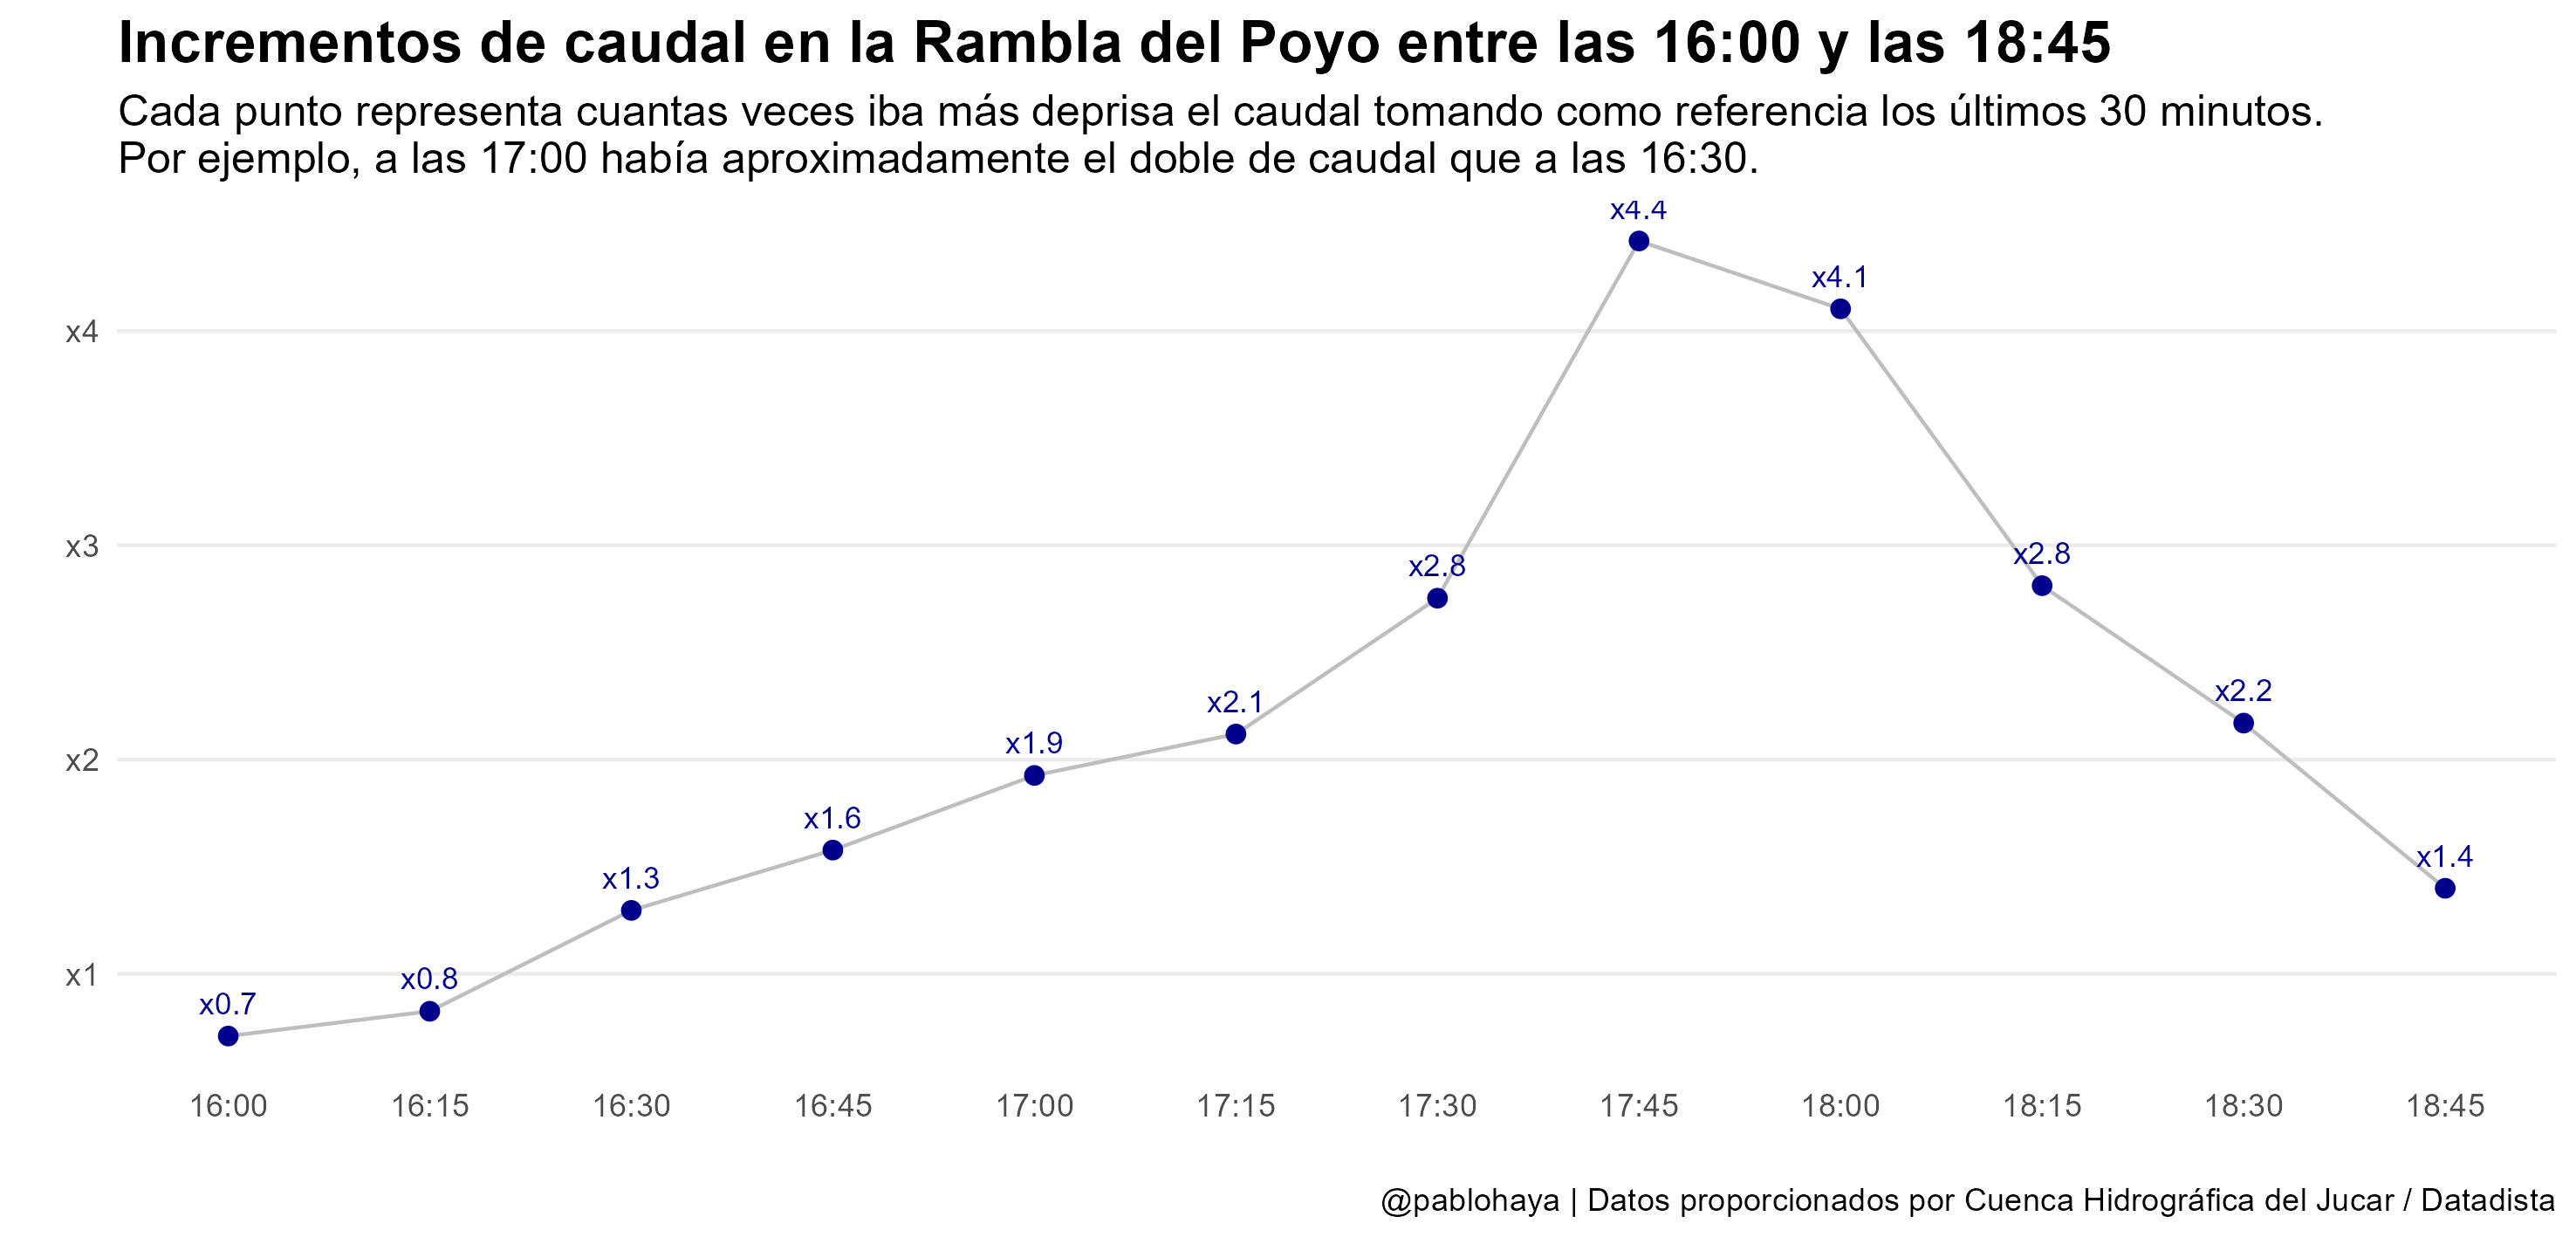 Incrementos de caudal en la Rambla del Poyo entre las 16:00 y las 18:45
Cada punto representa cuantas veces iba más deprisa el caudal tomando como referencia los últimos 30 minutos.
Por ejemplo, a las 17:00 había aproximadamente el doble de caudal que a las 16:30.
x4
x3
x2
x1
x0.7
x0.8
x1.3
x1.6
x1.9
x2.1
x2.8
x4.4
x4.1
x2.8
x2.2
x1.4
16:00 16:15 16:30 16:45 17:00 17:15 17:30 17:45 18:00 18:15 18:30 18:45
@pablohaya | Datos proporcionados por Cuenca Hidrográfica del Jucar / Datadista